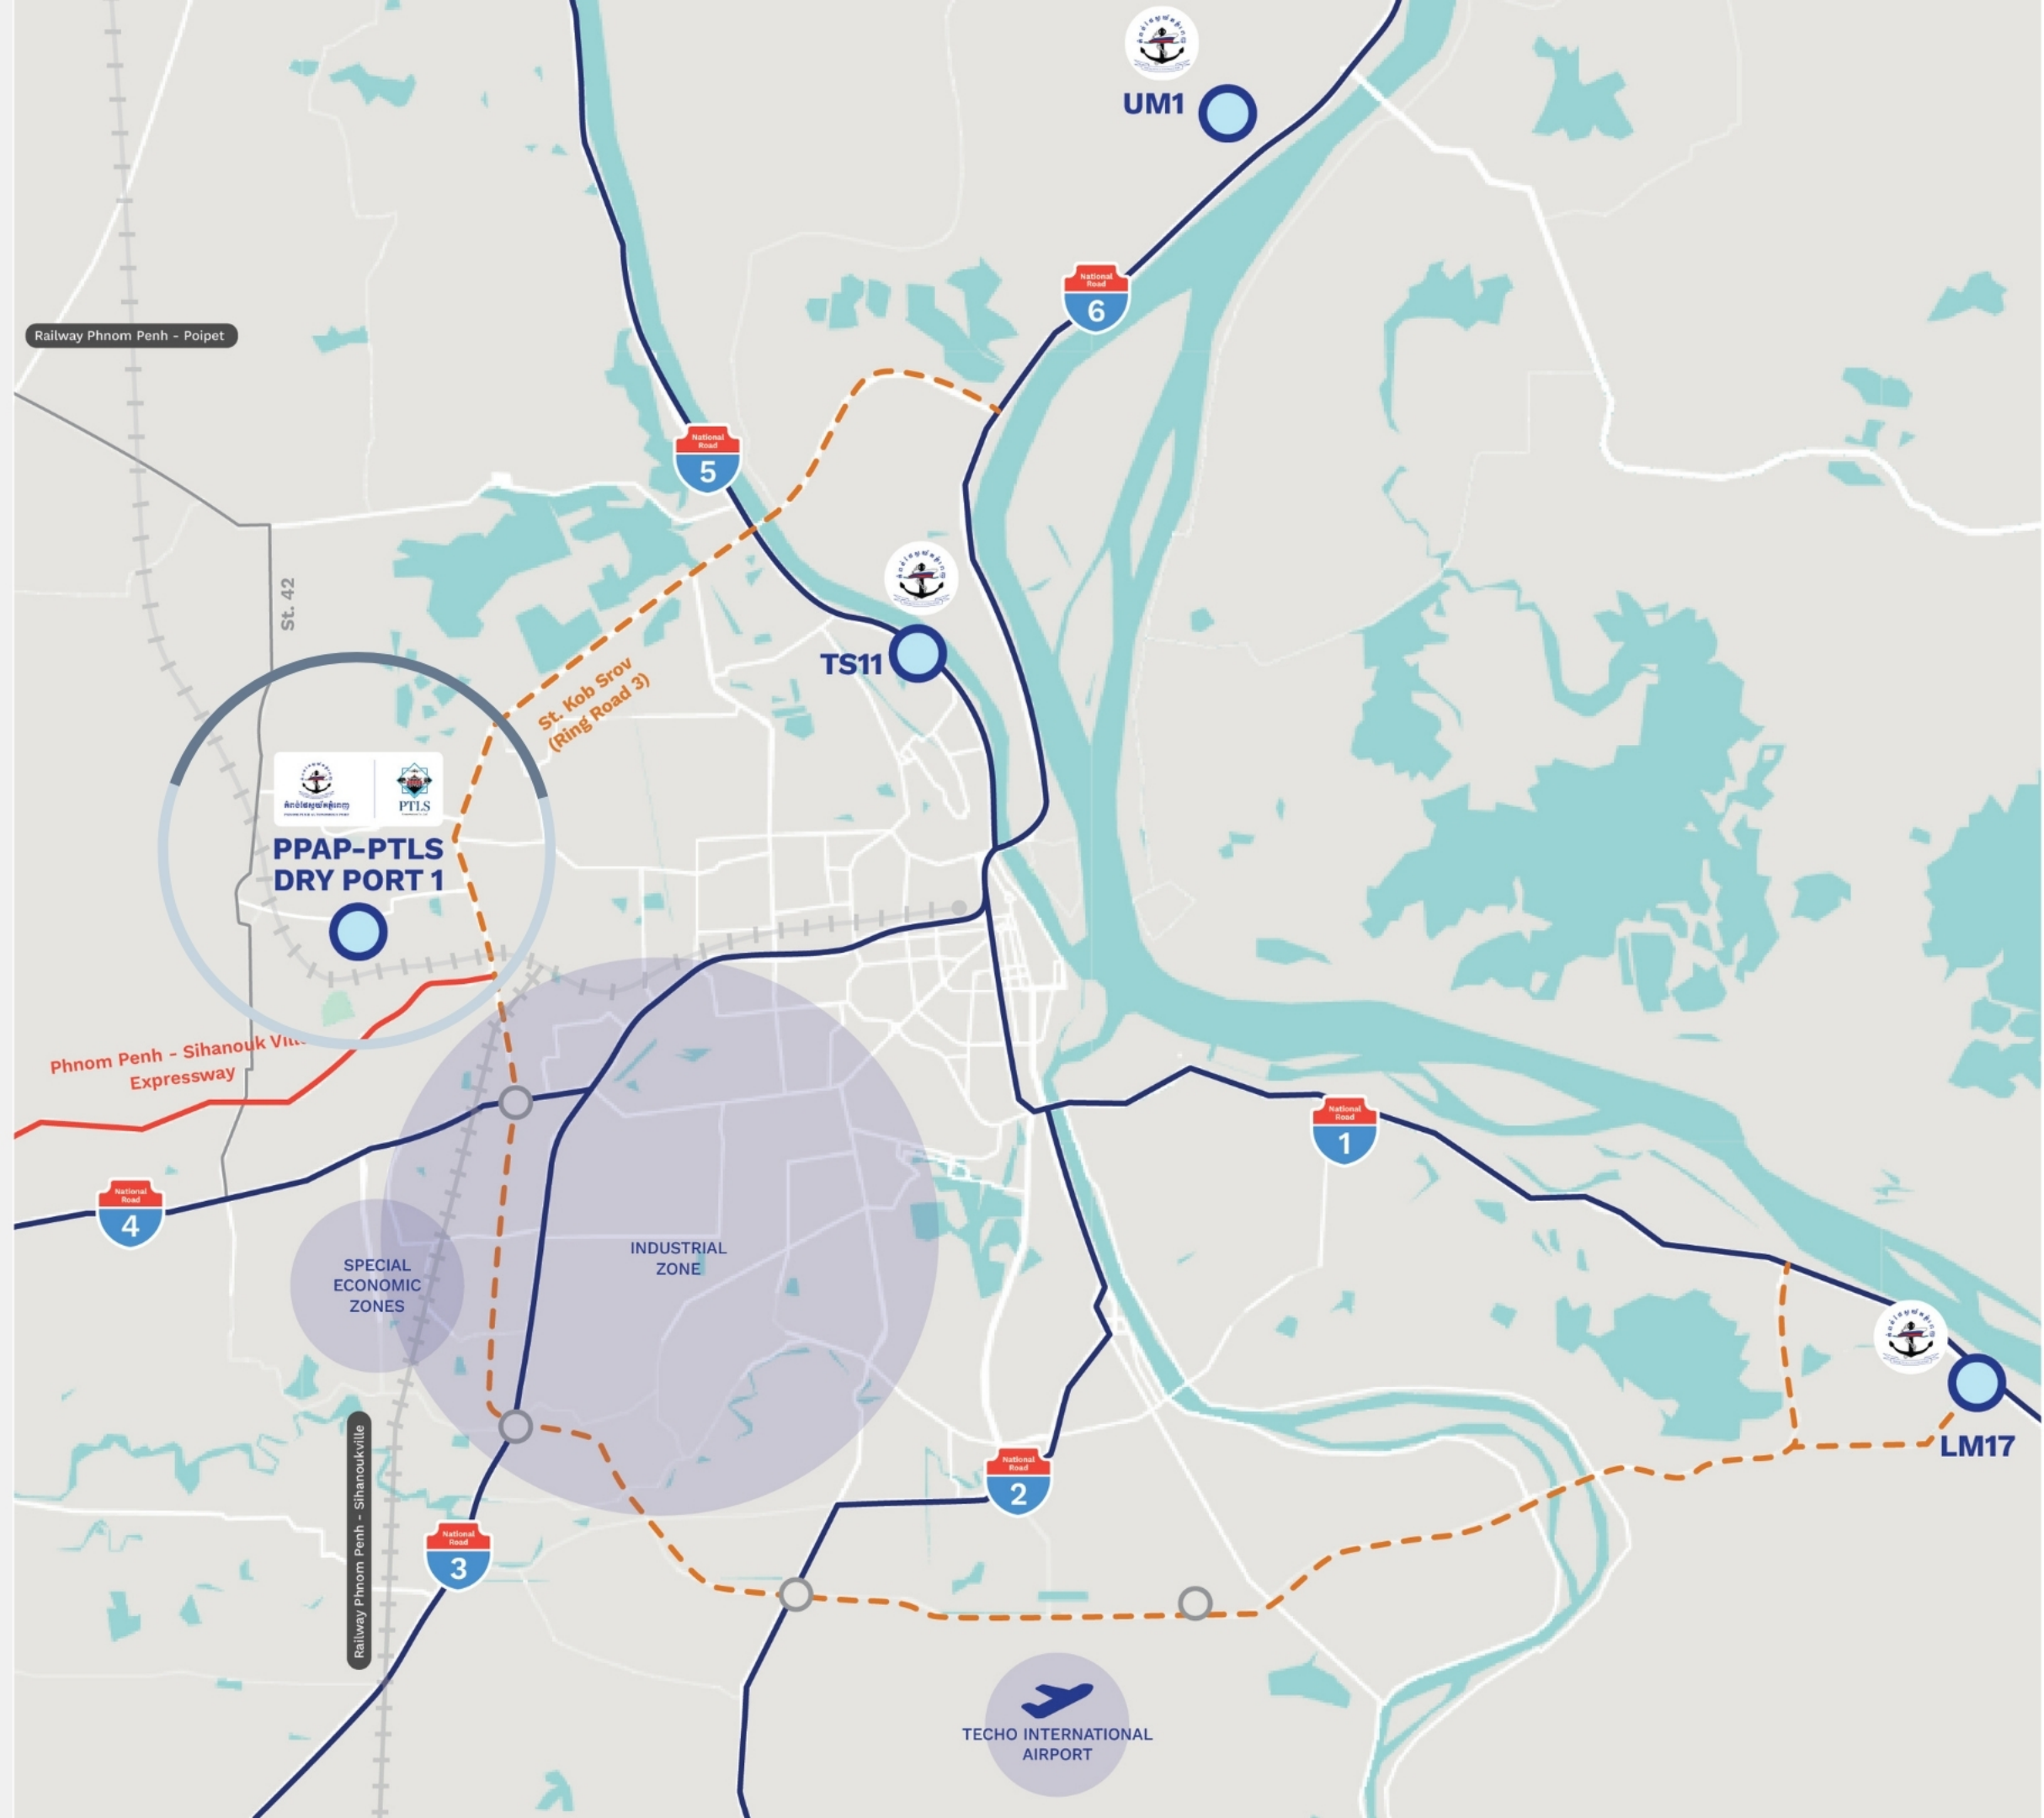 UM1
National
Road
6
Railway Phnom Penh - Poipet
National
Road
5
St. 42
TS11
St. Kob Srov
(Ring Road 3)
PTLS
PPAP-PTLS
DRY PORT 1
Phnom Penh - Sihanouk
Expressway
National
Road
1
National
Road
4
SPECIAL
ECONOMIC
ZONES
INDUSTRIAL
ZONE
LM17
Railway Phnom Penh - Sihanoukville
National
Road
2
National
Road
3
TECHO INTERNATIONAL
AIRPORT